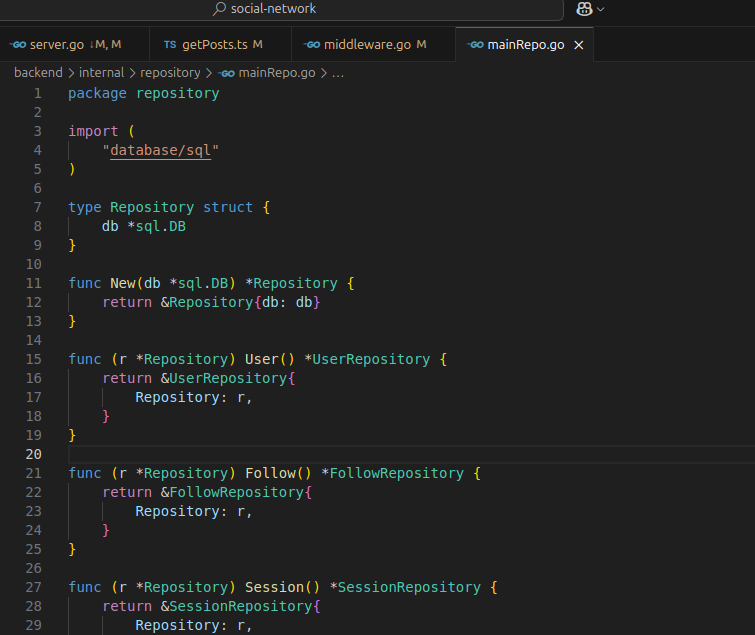 social-network
server.go ↓M, M
TS getPosts.ts M
middleware.go M
mainRepo.go ×
backend > internal > repository > mainRepo.go > ...
1 package repository
2
3 import (
4 "database/sql"
5 )
6
7 type Repository struct {
8 db *sql.DB
9 }
10
11 func New(db *sql.DB) *Repository {
12 return &Repository{db: db}
13 }
14
15 func (r *Repository) User() *UserRepository {
16 return &UserRepository{
17 Repository: r,
18 }
19 }
20
21 func (r *Repository) Follow() *FollowRepository {
22 return &FollowRepository{
23 Repository: r,
24 }
25 }
26
27 func (r *Repository) Session() *SessionRepository {
28 return &SessionRepository{
29 Repository: r,